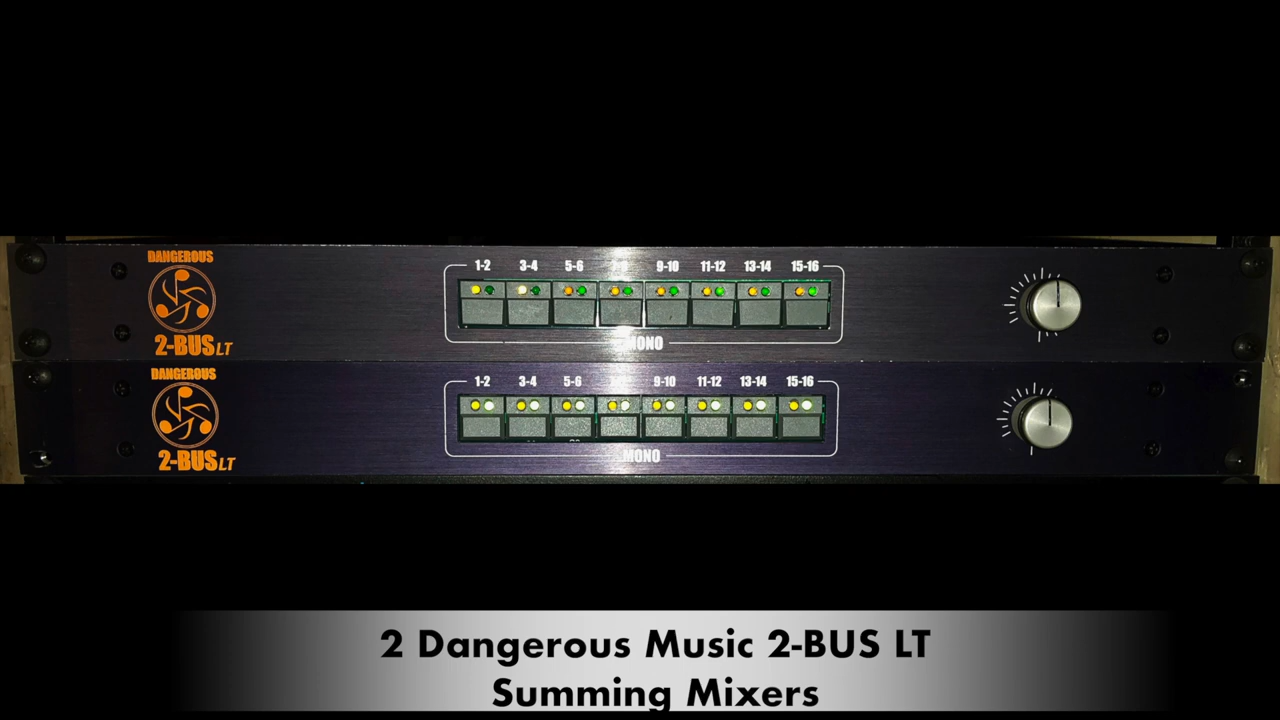 DANGEROUS
2-BUS LT
1-2 3-4 5-6 7-8 9-10 11-12 13-14 15-16
MONO
DANGEROUS
2-BUS LT
1-2 3-4 5-6 9-10 11-12 13-14 15-16
MONO
2 Dangerous Music 2-BUS LT
Summing Mixers